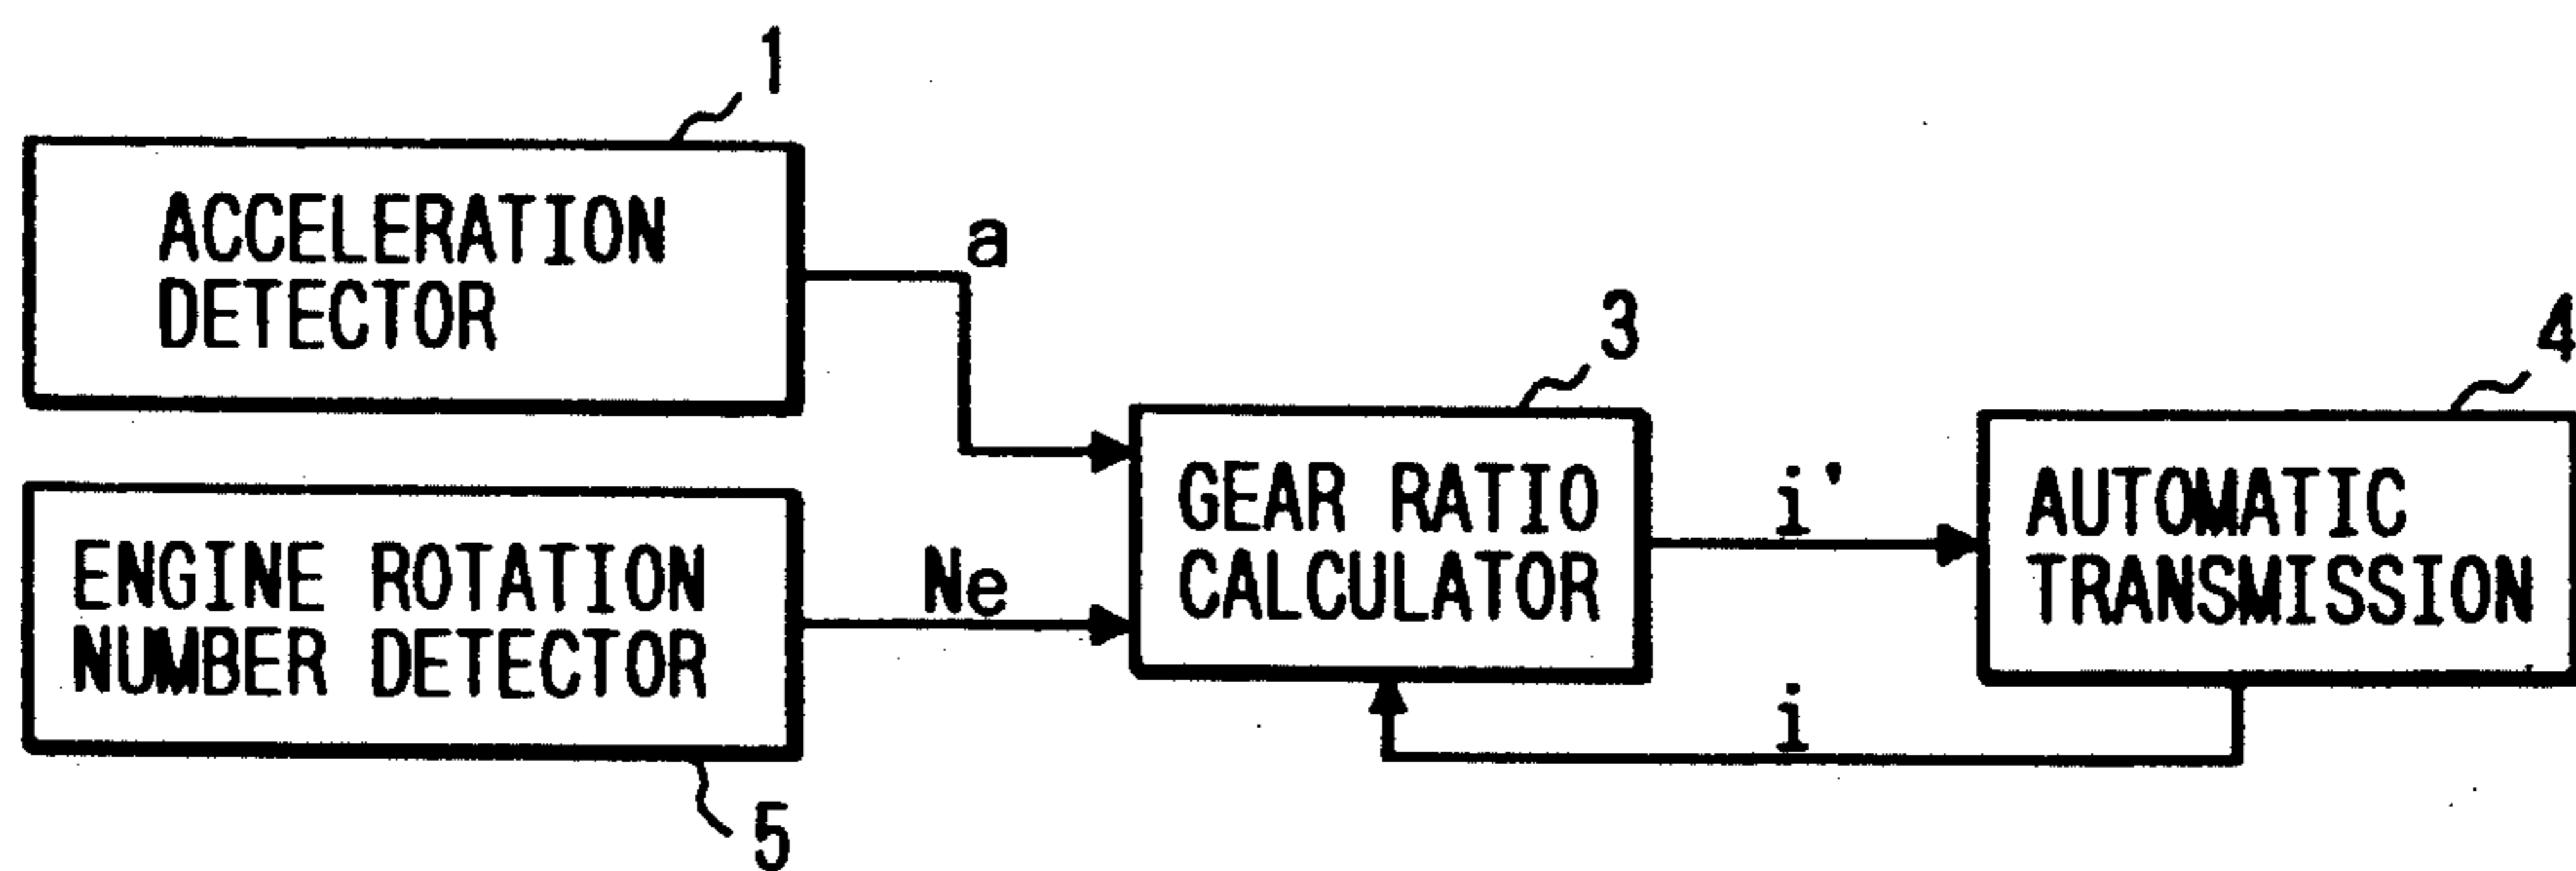 1
ACCELERATION
DETECTOR
a
3
4
GEAR RATIO
CALCULATOR
i'
AUTOMATIC
TRANSMISSION
ENGINE ROTATION
NUMBER DETECTOR
Ne
i
5